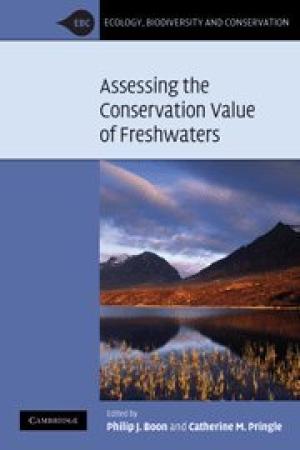 EBC
ECOLOGY, BIODIVERSITY AND CONSERVATION
Assessing the
Conservation Value
of Freshwaters
Edited by
Philip J. Boon and Catherine M. Pringle
CAMBRIDGE